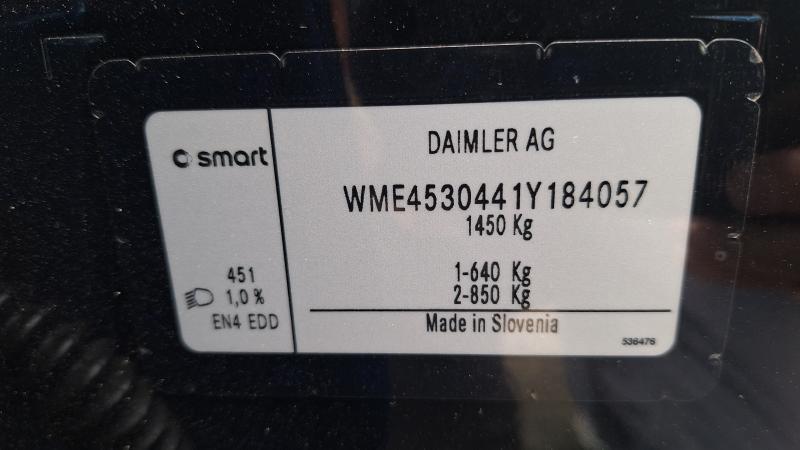 smart
DAIMLER AG
WME4530441Y184057
1450 Kg
1-640 Kg
2-850 Kg
451
1,0 %
EN4 EDD
Made in Slovenia
536476